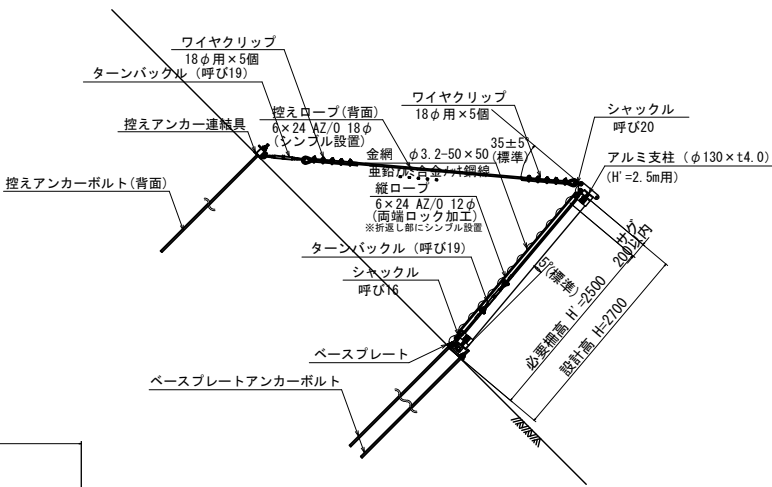 ワイヤクリップ
18φ用×5個
ターンバックル (呼び19)
控えロープ(背面)
6×24 AZ/O 18φ
(シンブル設置)
控えアンカー連結具
控えアンカーボルト(背面)
ワイヤクリップ
18φ用×5個
35±5°
(標準)
シャックル
呼び20
アルミ支柱 (φ130×t4.0)
(H'=2.5m用)
金網 φ3.2-50×50
縦ロープ
6×24 AZ/O 12φ
(両端ロック加工)
※折返し部にシンブル設置
ターンバックル (呼び19)
シャックル
呼び16
ベースプレート
ベースプレートアンカーボルト
サグ
200以内
5°(標準)
必要柵高 H'=2500
設計高 H=2700